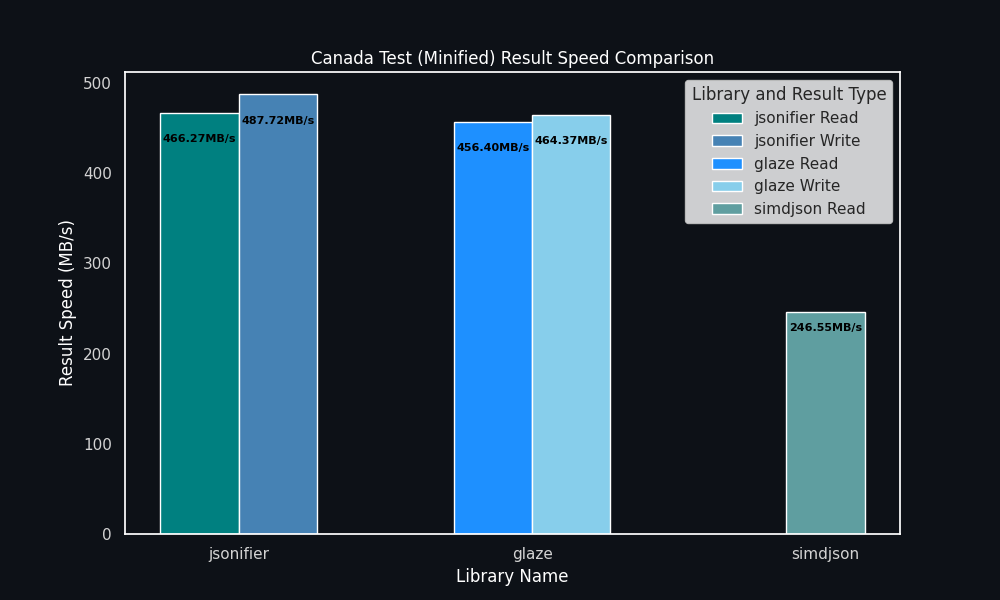 Canada Test (Minified) Result Speed Comparison
500
400
300
200
100
0
Result Speed (MB/s)
466.27MB/s
487.72MB/s
456.40MB/s
464.37MB/s
246.55MB/s
Library and Result Type
jsonifier Read
jsonifier Write
glaze Read
glaze Write
simdjson Read
jsonifier
glaze
simdjson
Library Name